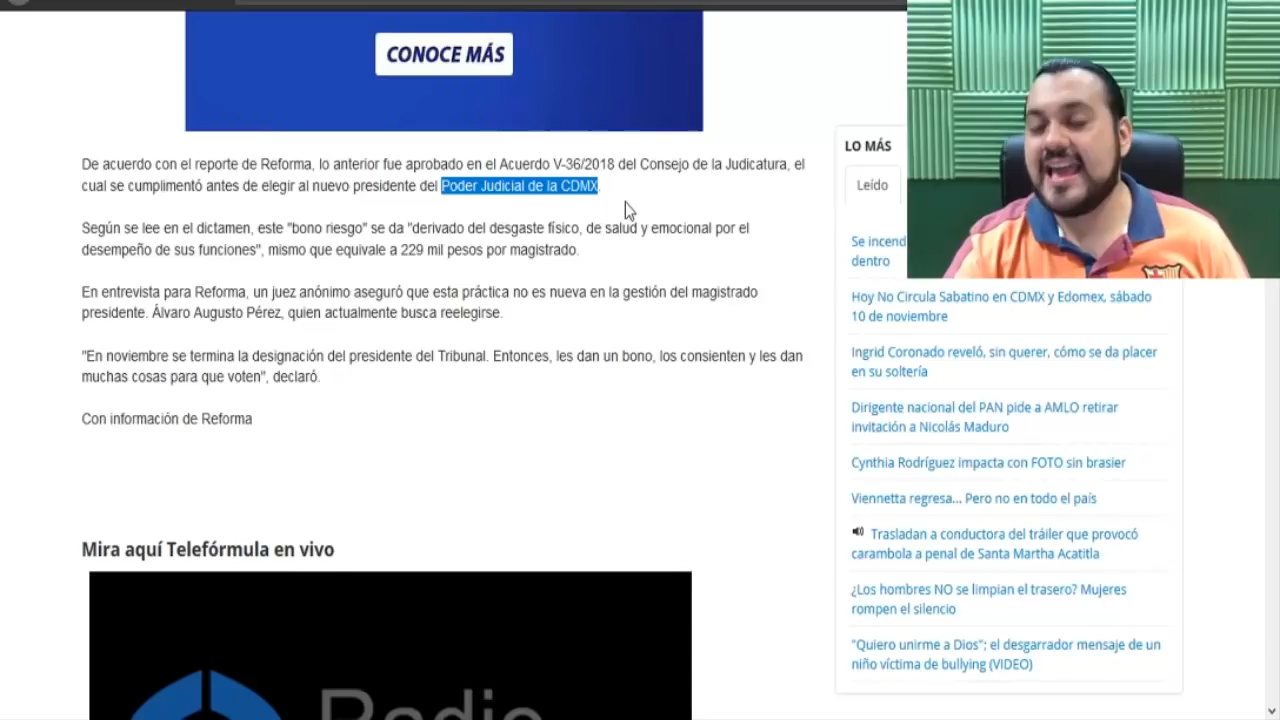 CONOCE MÁS
De acuerdo con el reporte de Reforma, lo anterior fue aprobado en el Acuerdo V-36/2018 del Consejo de la Judicatura, el
cual se cumplimentó antes de elegir al nuevo presidente del Poder Judicial de la CDMX.
Según se lee en el dictamen, este "bono riesgo" se da "derivado del desgaste físico, de salud y emocional por el
desempeño de sus funciones", mismo que equivale a 229 mil pesos por magistrado.
En entrevista para Reforma, un juez anónimo aseguró que esta práctica no es nueva en la gestión del magistrado
presidente. Álvaro Augusto Pérez, quien actualmente busca reelegirse.
"En noviembre se termina la designación del presidente del Tribunal. Entonces, les dan un bono, los consienten y les dan
muchas cosas para que voten", declaró.
Con información de Reforma
Mira aquí Telefórmula en vivo
Radio
LO MÁS
Leído
Se incend
dentro
Hoy No Circula Sabatino en CDMX y Edomex, sábado
10 de noviembre
Ingrid Coronado reveló, sin querer, cómo se da placer
en su soltería
Dirigente nacional del PAN pide a AMLO retirar
invitación a Nicolás Maduro
Cynthia Rodríguez impacta con FOTO sin brasier
Viennetta regresa... Pero no en todo el país
Trasladan a conductora del tráiler que provocó
carambola a penal de Santa Martha Acatitla
¿Los hombres NO se limpian el trasero? Mujeres
rompen el silencio
"Quiero unirme a Dios"; el desgarrador mensaje de un
niño víctima de bullying (VIDEO)